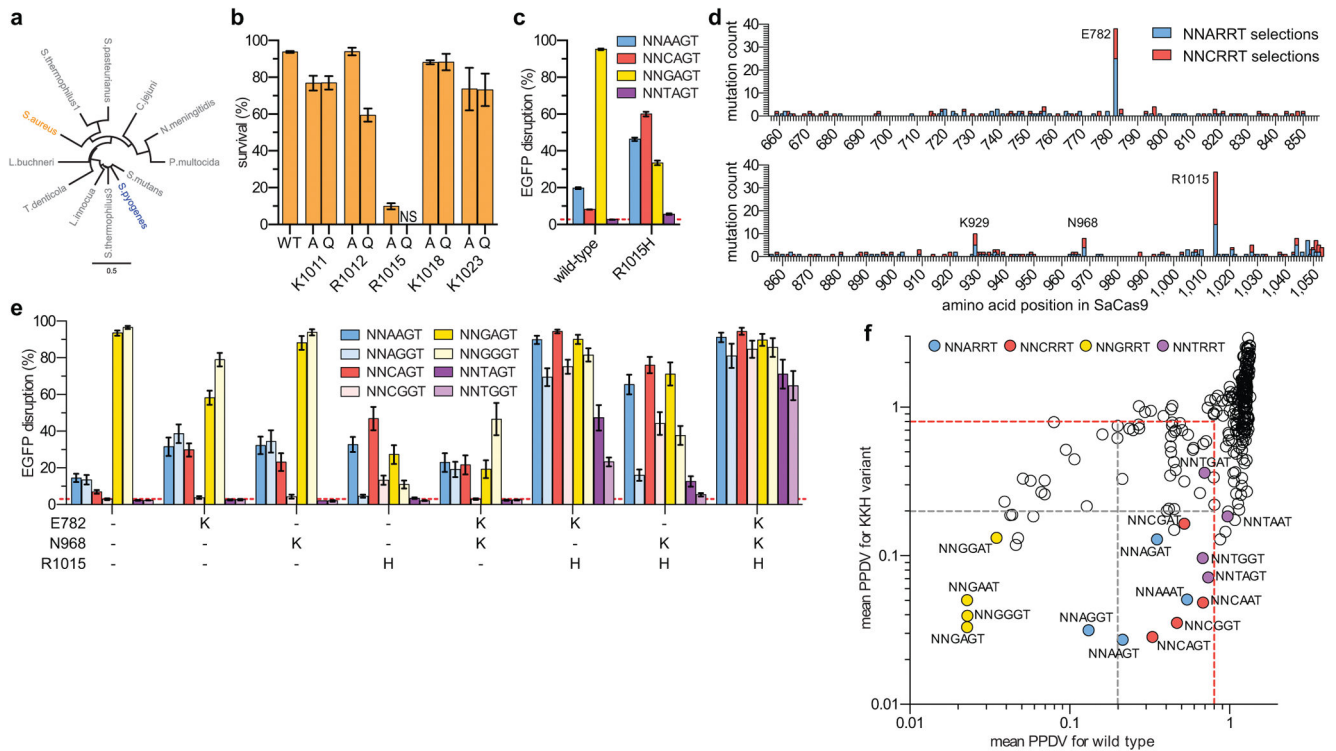 a
S.thermophilus1
S.pasteurianus
C.jejuni
N.meningitidis
P.multocida
S.mutans
S.pyogenes
S.thermophilus3
L.innocua
T.denticola
L.buchneri
S.aureus
0.5
b
survival (%)
100
80
60
40
20
0
NS
WT A Q A Q A Q A Q A Q
K1011 R1012 R1015 K1018 K1023
c
EGFP disruption (%)
100
80
60
40
20
0
NNAAGT
NNCAGT
NNGAGT
NNTAGT
wild-type R1015H
d
mutation count
40
30
20
10
0
E782
NNARRT selections
NNCRRT selections
660 670 680 690 700 710 720 730 740 750 760 770 780 790 800 810 820 830 840 850
mutation count
40
30
20
10
0
K929
N968
R1015
860 870 880 890 900 910 920 930 940 950 960 970 980 990 1,000 1,010 1,020 1,030 1,040 1,050
amino acid position in SaCas9
e
EGFP disruption (%)
100
80
60
40
20
0
NNAAGT NNGAGT
NNAGGT NNGGGT
NNCAGT NNTAGT
NNCGGT NNTGGT
E782 - K - - K K - K
N968 - - K - K - K K
R1015 - - - H - H H H
f
mean PPDV for KKH variant
1
0.1
0.01
NNARRT NNCRRT NNGRRT NNTRRT
NNTGAT
NNCGAT
NNTAAT
NNGGAT
NNAGAT
NNTGGT
NNTAGT
NNGAAT
NNAAAT
NNCAAT
NNGGGT
NNAGGT
NNCGGT
NNGAGT
NNAAGT
NNCAGT
0.01 0.1 1
mean PPDV for wild type